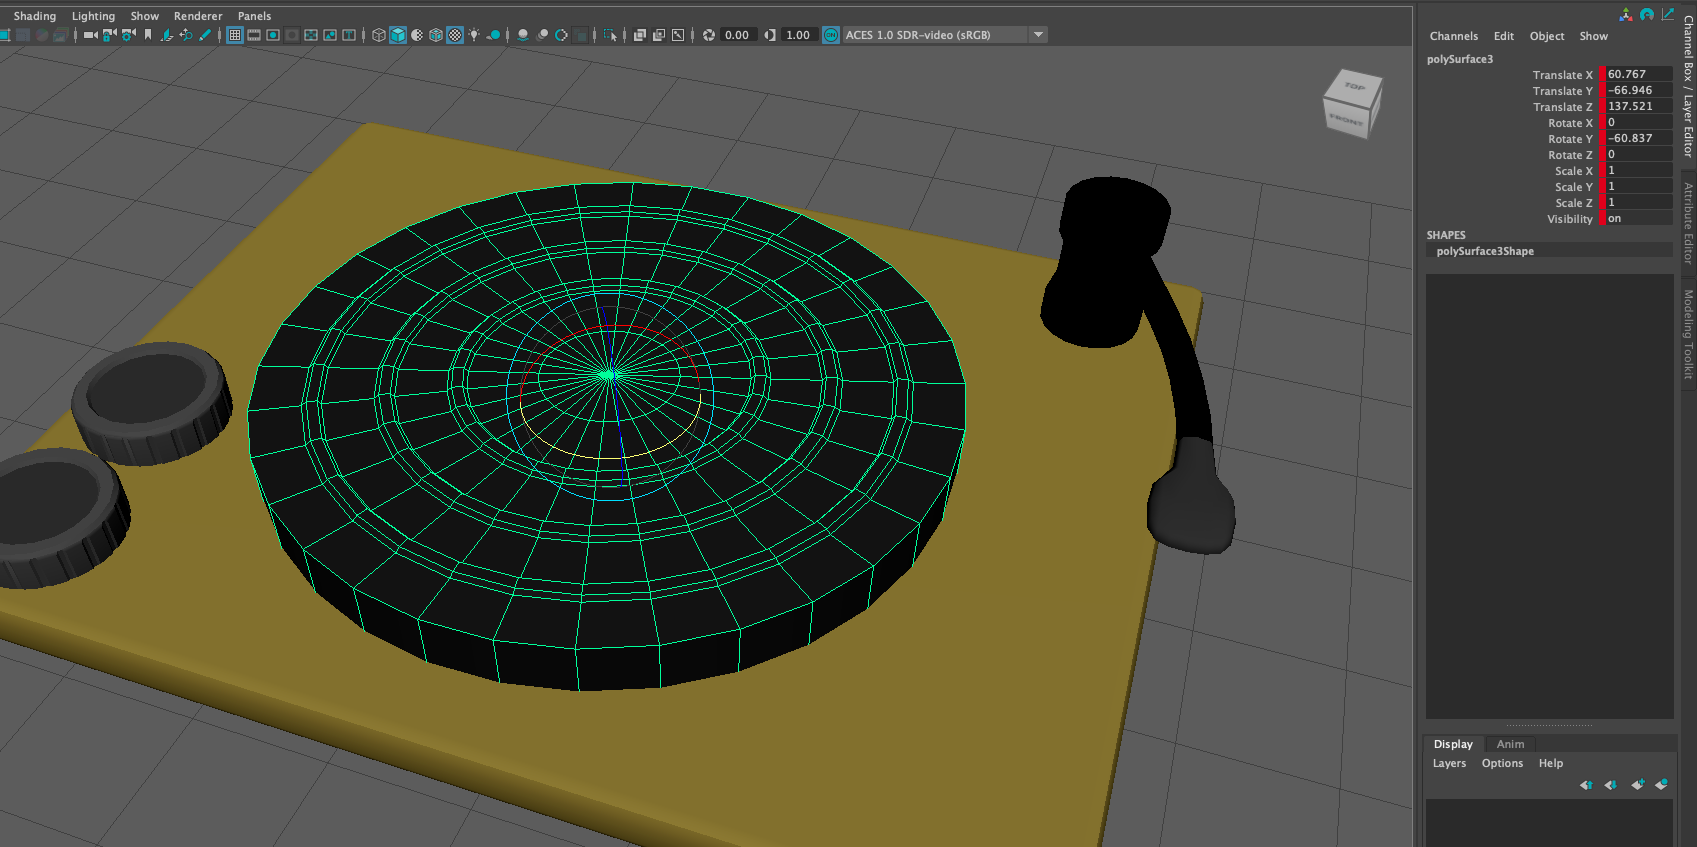 Shading Lighting Show Renderer Panels
0.00 1.00 ON ACES 1.0 SDR-video (sRGB)
TOP
FRONT
Channels Edit Object Show
polySurface3
Translate X 60.767
Translate Y -66.946
Translate Z 137.521
Rotate X 0
Rotate Y -60.837
Rotate Z 0
Scale X 1
Scale Y 1
Scale Z 1
Visibility on
SHAPES
polySurface3Shape
Display Anim
Layers Options Help
Channel Box / Layer Editor
Attribute Editor
Modeling Toolkit